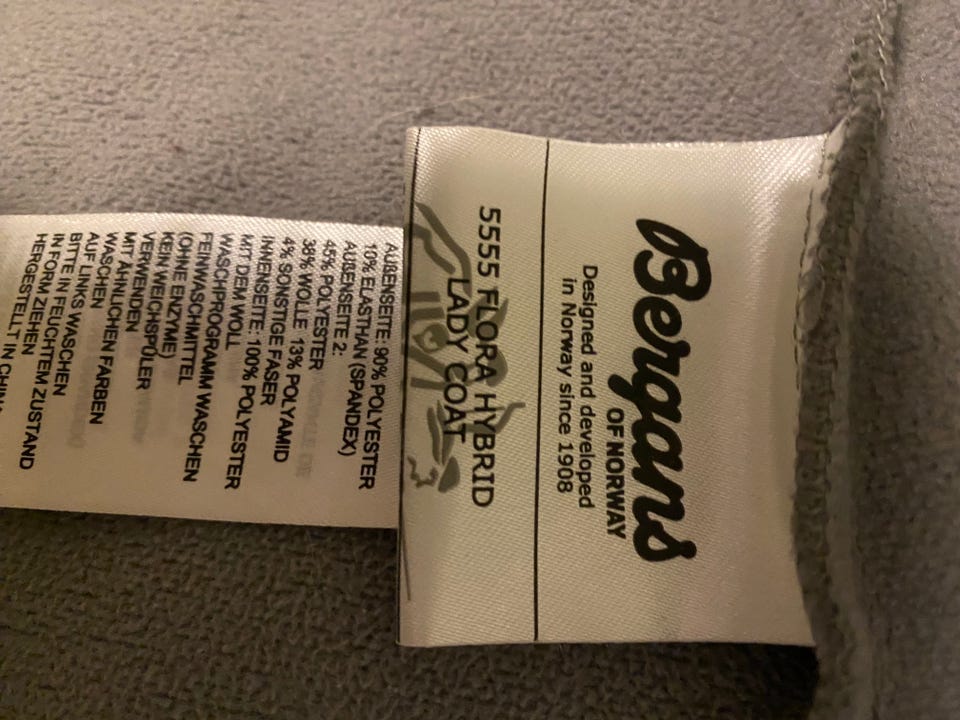 Bergans
OF NORWAY
Designed and developed
in Norway since 1908
5555 FLORA HYBRID
LADY COAT
AUßENSEITE: 90% POLYESTER
10% ELASTHAN (SPANDEX)
AUßENSEITE 2:
45% POLYESTER
38% WOLLE 13% POLYAMID
4% SONSTIGE FASER
INNENSEITE: 100% POLYESTER
MIT DEM WOLL
WASCHPROGRAMM WASCHEN
FEINWASCHMITTEL
(OHNE ENZYME)
KEIN WEICHSPÜLER
VERWENDEN
MIT ÄHNLICHEN FARBEN
WASCHEN
AUF LINKS WASCHEN
BITTE IN FEUCHTEM ZUSTAND
IN FORM ZIEHEN
HERGESTELLT IN CHINA